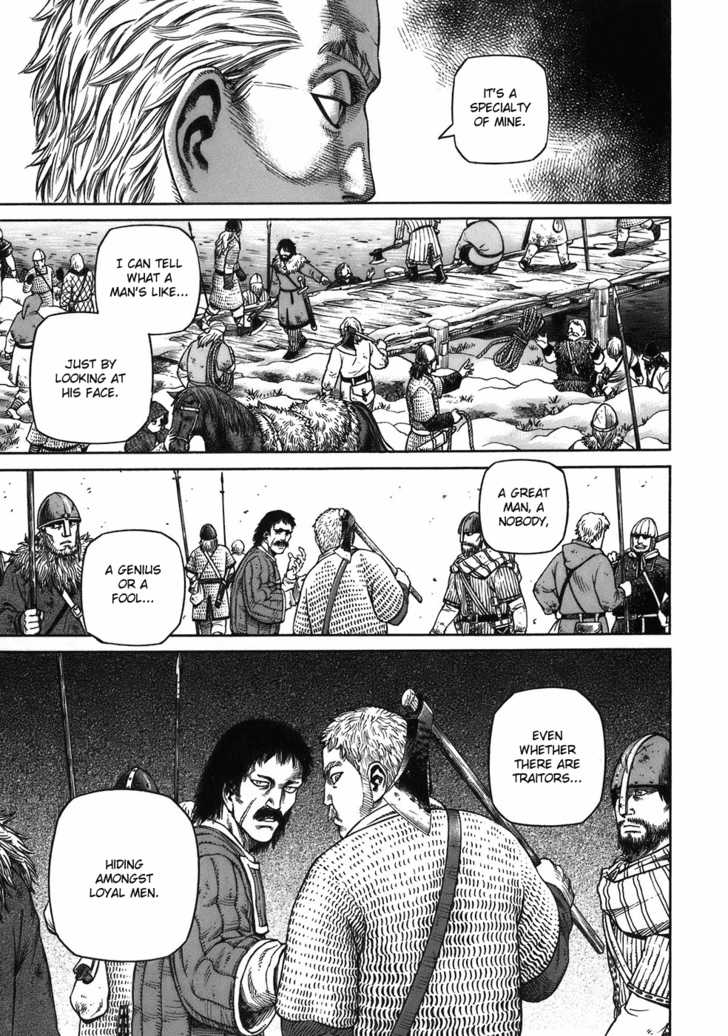 IT'S A
SPECIALTY
OF MINE.
I CAN TELL
WHAT A
MAN'S LIKE...
JUST BY
LOOKING AT
HIS FACE.
A GREAT
MAN, A
NOBODY,
A GENIUS
OR A
FOOL...
EVEN
WHETHER
THERE ARE
TRAITORS...
HIDING
AMONGST
LOYAL MEN.